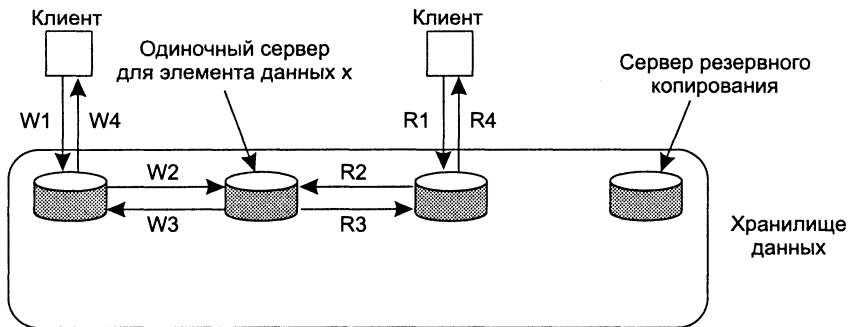 Клиент
Клиент
Одиночный сервер
для элемента данных x
Сервер резервного
копирования
W1
W4
R1
R4
W2
R2
W3
R3
Хранилище
данных